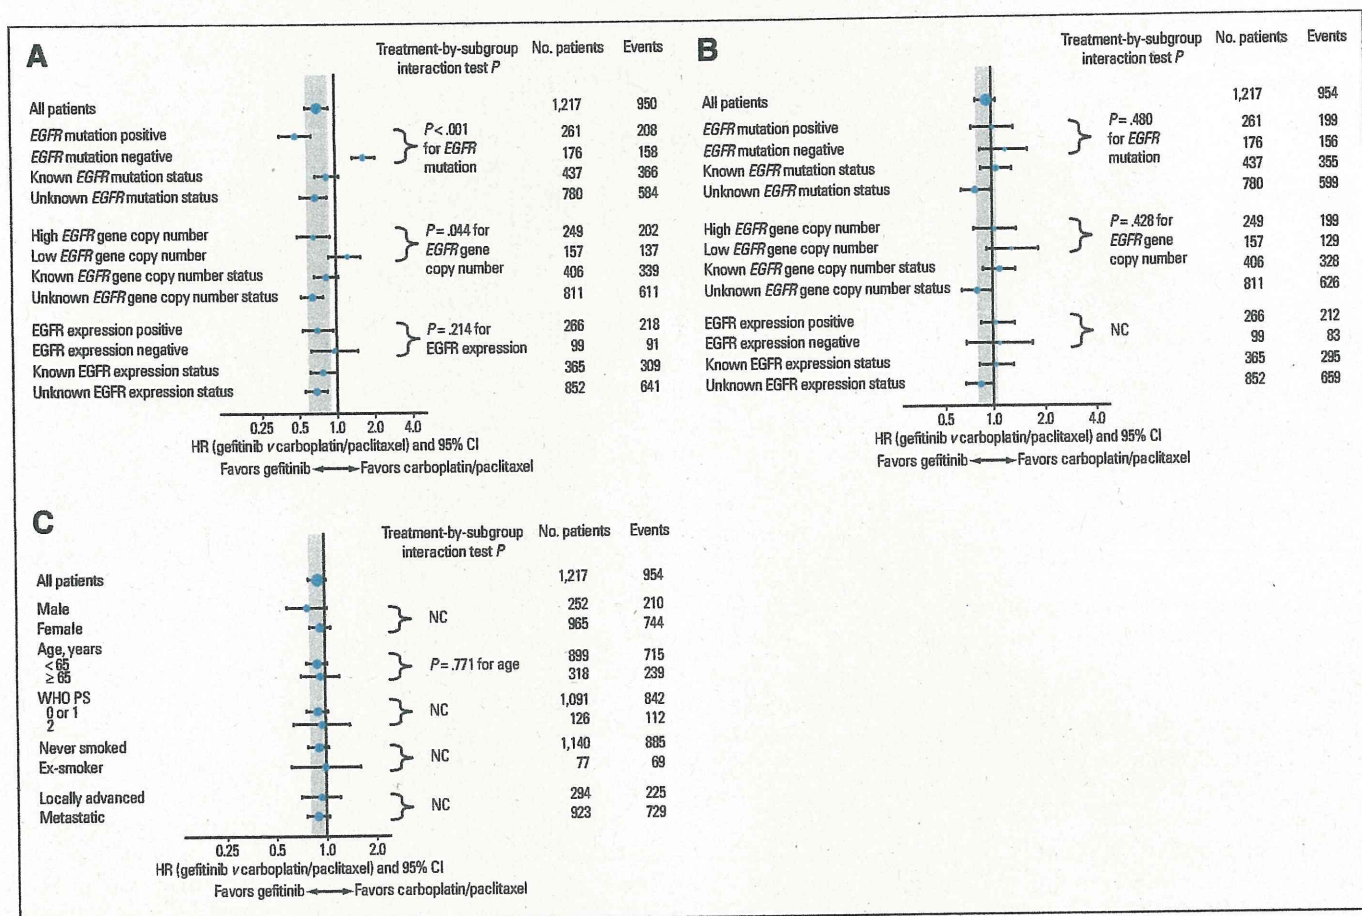 A
Treatment-by-subgroup interaction test P No. patients Events
All patients 1,217 950
EGFR mutation positive 261 208
EGFR mutation negative 176 158
Known EGFR mutation status 437 366
Unknown EGFR mutation status 780 584
P < .001 for EGFR mutation
High EGFR gene copy number 249 202
Low EGFR gene copy number 157 137
Known EGFR gene copy number status 406 339
Unknown EGFR gene copy number status 811 611
P = .044 for EGFR gene copy number
EGFR expression positive 266 218
EGFR expression negative 99 91
Known EGFR expression status 365 309
Unknown EGFR expression status 852 641
P = .214 for EGFR expression
0.25 0.5 1.0 2.0 4.0
HR (gefitinib v carboplatin/paclitaxel) and 95% CI
Favors gefitinib Favors carboplatin/paclitaxel
B
Treatment-by-subgroup interaction test P No. patients Events
All patients 1,217 954
EGFR mutation positive 261 199
EGFR mutation negative 176 156
Known EGFR mutation status 437 355
Unknown EGFR mutation status 780 599
P = .480 for EGFR mutation
High EGFR gene copy number 249 199
Low EGFR gene copy number 157 129
Known EGFR gene copy number status 406 328
Unknown EGFR gene copy number status 811 626
P = .428 for EGFR gene copy number
EGFR expression positive 266 212
EGFR expression negative 99 83
Known EGFR expression status 365 295
Unknown EGFR expression status 852 659
NC
0.5 1.0 2.0 4.0
HR (gefitinib v carboplatin/paclitaxel) and 95% CI
Favors gefitinib Favors carboplatin/paclitaxel
C
Treatment-by-subgroup interaction test P No. patients Events
All patients 1,217 954
Male 252 210
Female 965 744
NC
Age, years
< 65 899 715
≥ 65 318 239
P = .771 for age
WHO PS
0 or 1 1,091 842
2 126 112
NC
Never smoked 1,140 885
Ex-smoker 77 69
NC
Locally advanced 294 225
Metastatic 923 729
NC
0.25 0.5 1.0 2.0
HR (gefitinib v carboplatin/paclitaxel) and 95% CI
Favors gefitinib Favors carboplatin/paclitaxel